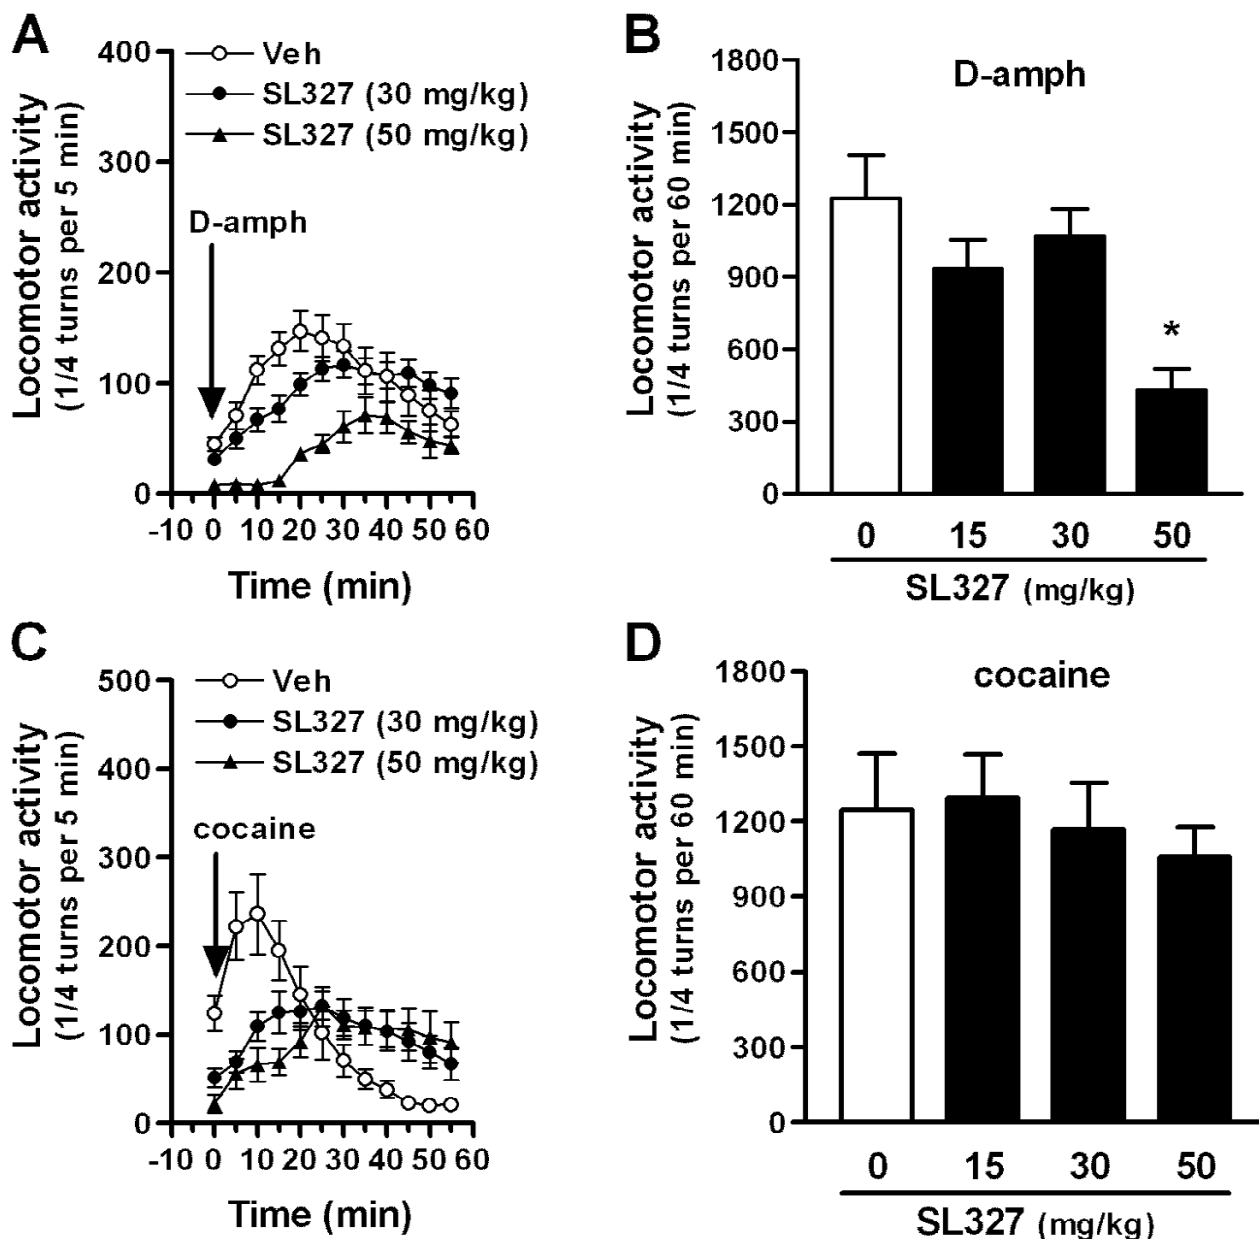 A
Locomotor activity
(1/4 turns per 5 min)
400
300
200
100
0
Veh
SL327 (30 mg/kg)
SL327 (50 mg/kg)
D-amph
-10 0 10 20 30 40 50 60
Time (min)
B
Locomotor activity
(1/4 turns per 60 min)
1800
1500
1200
900
600
300
0
D-amph
*
0 15 30 50
SL327 (mg/kg)
C
Locomotor activity
(1/4 turns per 5 min)
500
400
300
200
100
0
Veh
SL327 (30 mg/kg)
SL327 (50 mg/kg)
cocaine
-10 0 10 20 30 40 50 60
Time (min)
D
Locomotor activity
(1/4 turns per 60 min)
1800
1500
1200
900
600
300
0
cocaine
0 15 30 50
SL327 (mg/kg)